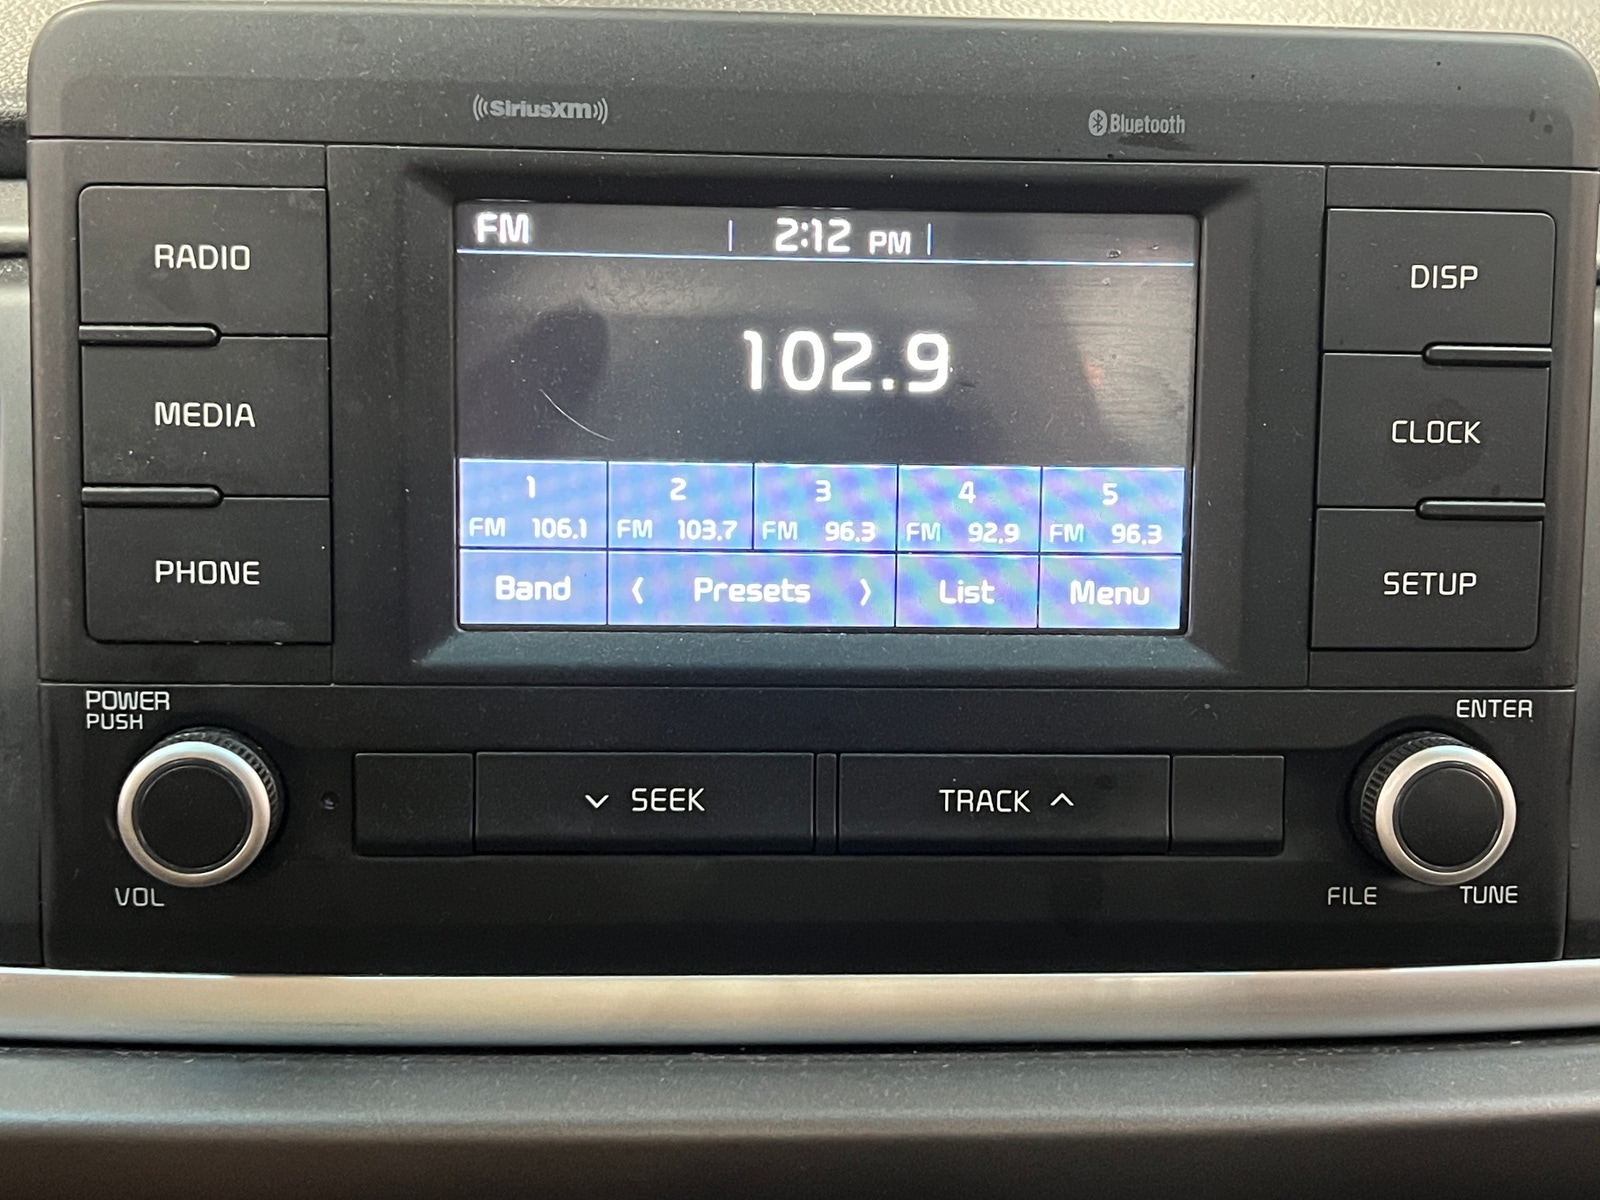 SiriusXM
Bluetooth
RADIO
MEDIA
PHONE
FM 2:12 PM
102.9
1 2 3 4 5
FM 106.1 FM 103.7 FM 96.3 FM 92.9 FM 96.3
Band ⟨ Presets ⟩ List Menu
DISP
CLOCK
SETUP
POWER
PUSH
VOL
SEEK
TRACK
ENTER
FILE TUNE